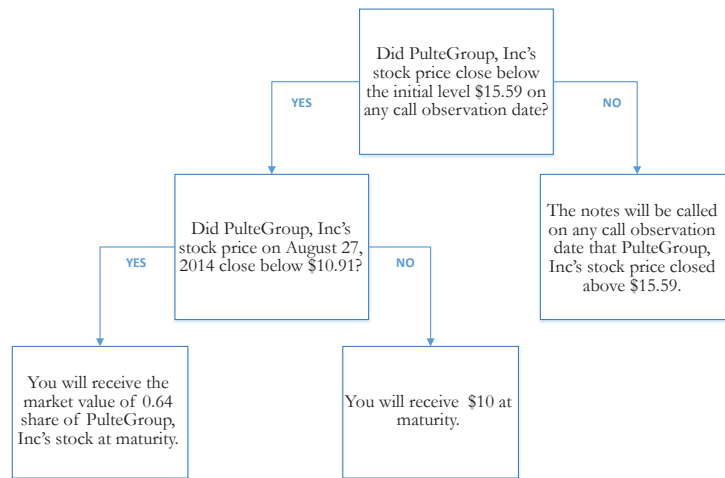 Did PulteGroup, Inc's
stock price close below
the initial level $15.59 on
any call observation date?
YES
NO
Did PulteGroup, Inc's
stock price on August 27,
2014 close below $10.91?
The notes will be called
on any call observation
date that PulteGroup,
Inc's stock price closed
above $15.59.
YES
NO
You will receive the
market value of 0.64
share of PulteGroup,
Inc's stock at maturity.
You will receive  $10 at
maturity.